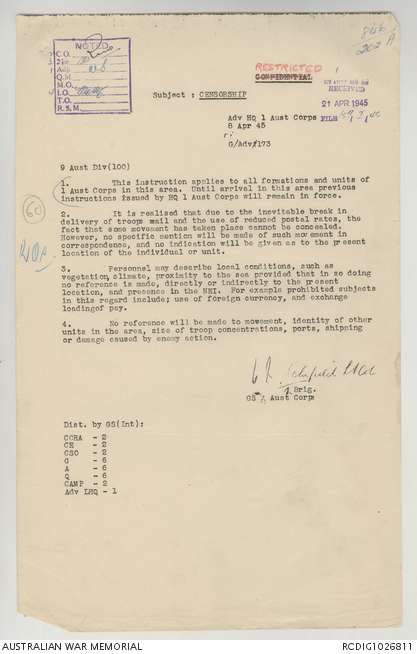 NOTED
C.O.
2 i/c
Adj
Q.M.
M.O.
I.O.
T.O.
R.S.M.
RESTRICTED
CONFIDENTIAL
RECEIVED
21 APR 1945
FILE
Subject : CENSORSHIP
Adv HQ 1 Aust Corps
8 Apr 45
G/Adv/173
9 Aust Div(100)
1. This instruction applies to all formations and units of
1 Aust Corps in this area. Until arrival in this area previous
instructions issued by HQ 1 Aust Corps will remain in force.
60
2. It is realised that due to the inevitable break in
delivery of troops mail and the use of reduced postal rates, the
fact that some movement has taken place cannot be concealed.
However, no specific mention will be made of such movement in
correspondence, and no indication will be given as to the present
location of the individual or unit.
3. Personnel may describe local conditions, such as
vegetation, climate, proximity to the sea provided that in so doing
no reference is made, directly or indirectly to the present
location, and presence in the NEI. For example prohibited subjects
in this regard include; use of foreign currency, and exchange
loadingof pay.
4. No reference will be made to movement, identity of other
units in the area, size of troop concentrations, ports, shipping
or damage caused by enemy action.
Brig.
GS 1 Aust Corps
Dist. by GS(Int):
CCRA - 2
CE - 2
CSO - 2
G - 6
A - 6
Q - 6
CAMP - 2
Adv LHQ - 1
AUSTRALIAN WAR MEMORIAL
RCDIG1026811